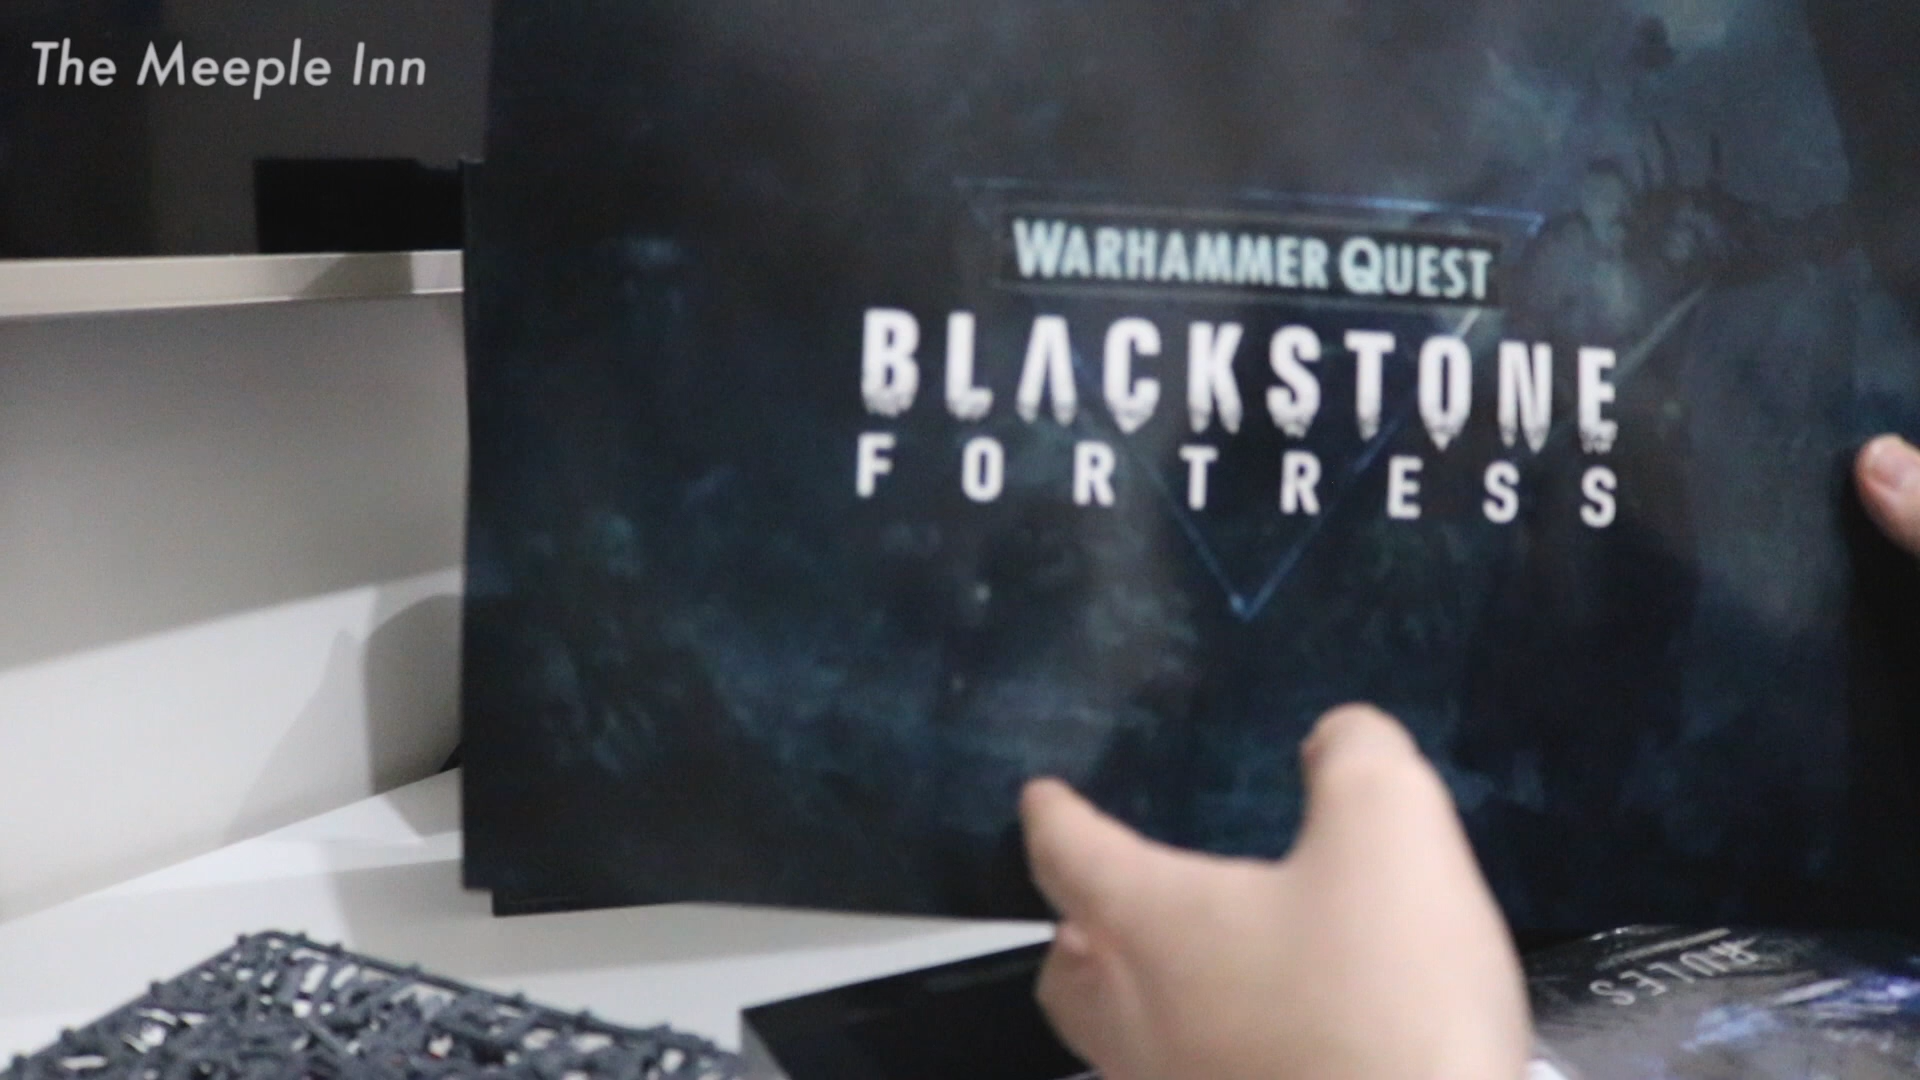 The Meeple Inn
WARHAMMER QUEST
BLACKSTONE
FORTRESS
RULES